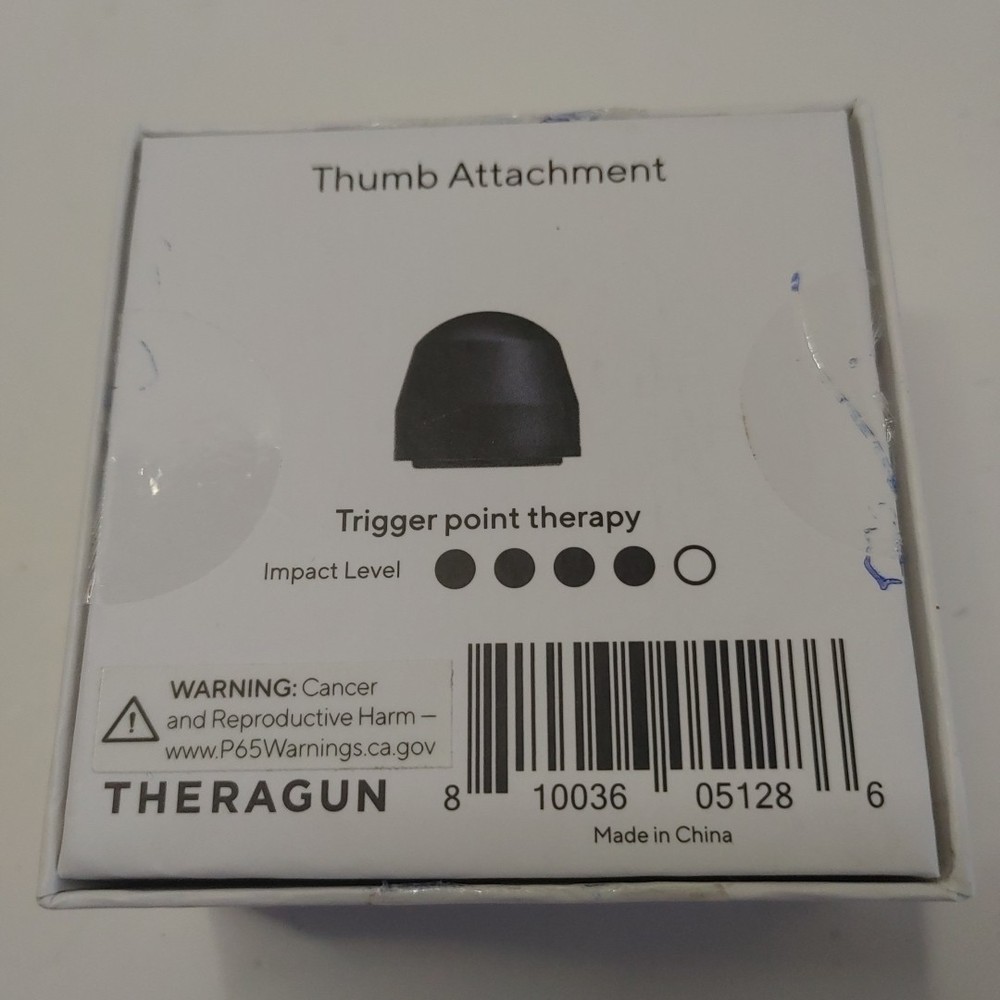 Thumb Attachment
Trigger point therapy
Impact Level
WARNING: Cancer
and Reproductive Harm –
www.P65Warnings.ca.gov
THERAGUN
8 10036 05128 6
Made in China